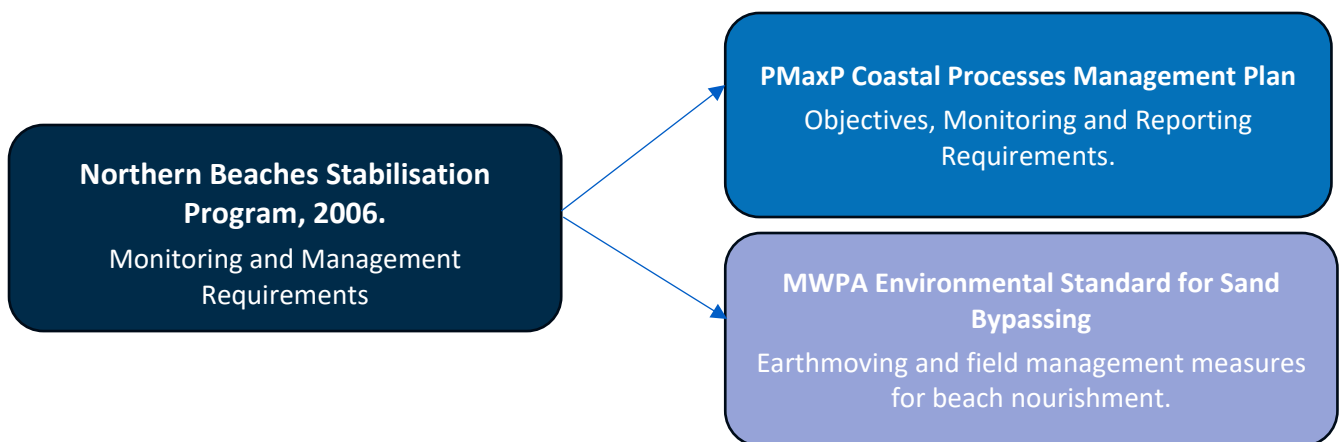 Northern Beaches Stabilisation
Program, 2006.
Monitoring and Management
Requirements
PMaxP Coastal Processes Management Plan
Objectives, Monitoring and Reporting
Requirements.
MWPA Environmental Standard for Sand
Bypassing
Earthmoving and field management measures
for beach nourishment.